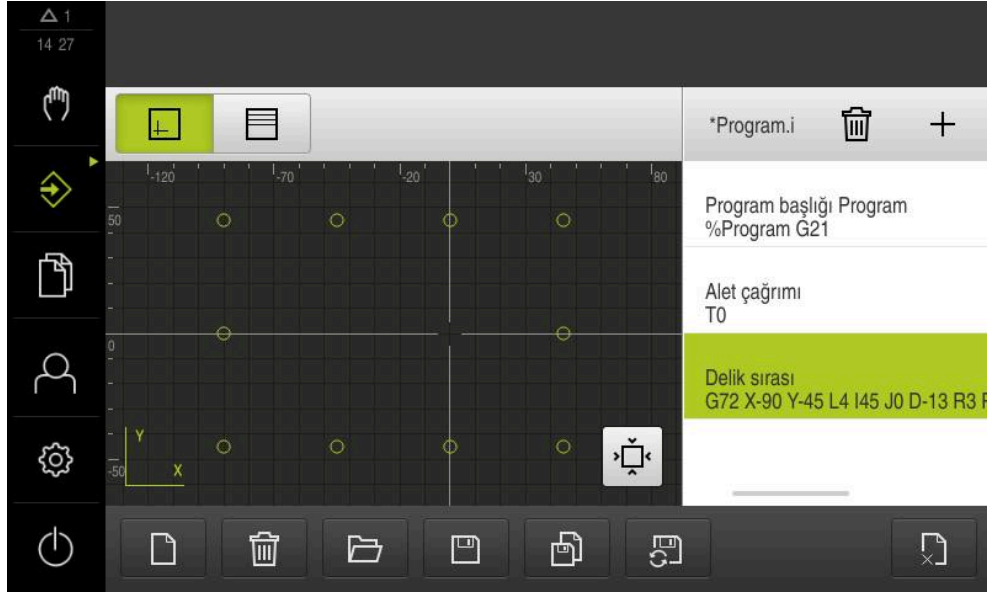 1
14 27
*Program.i
-120 -70 -20 30 80
50
Program başlığı Program
%Program G21
Alet çağrımı
T0
0
Delik sırası
G72 X-90 Y-45 L4 I45 J0 D-13 R3
Y
X
-50